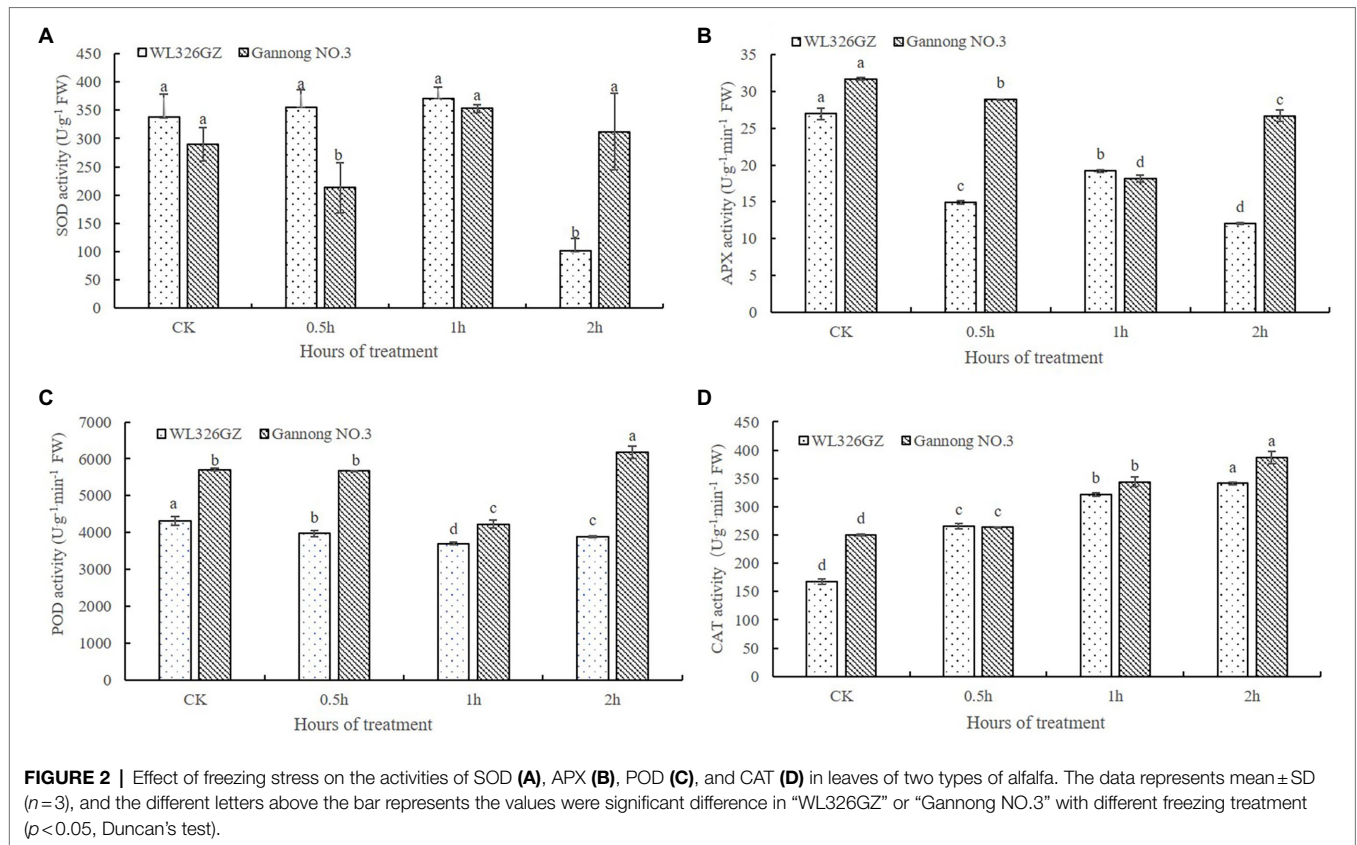 A
WL326GZ Gannong NO.3
SOD activity (U·g-1 FW)
450
400
350
300
250
200
150
100
50
0
a a a b a a b a
CK 0.5h 1h 2h
Hours of treatment
B
WL326GZ Gannong NO.3
APX activity (U·g-1·min-1 FW)
35
30
25
20
15
10
5
0
a a c b b d d c
CK 0.5h 1h 2h
Hours of treatment
C
WL326GZ Gannong NO.3
POD activity (U·g-1·min-1 FW)
7000
6000
5000
4000
3000
2000
1000
0
a b b b d c c a
CK 0.5h 1h 2h
Hours of treatment
D
WL326GZ Gannong NO.3
CAT activity (U·g-1·min-1 FW)
450
400
350
300
250
200
150
100
50
0
d d c c b b a a
CK 0.5h 1h 2h
Hours of treatment
FIGURE 2 | Effect of freezing stress on the activities of SOD (A), APX (B), POD (C), and CAT (D) in leaves of two types of alfalfa. The data represents mean ± SD
(n = 3), and the different letters above the bar represents the values were significant difference in “WL326GZ” or “Gannong NO.3” with different freezing treatment
(p < 0.05, Duncan’s test).